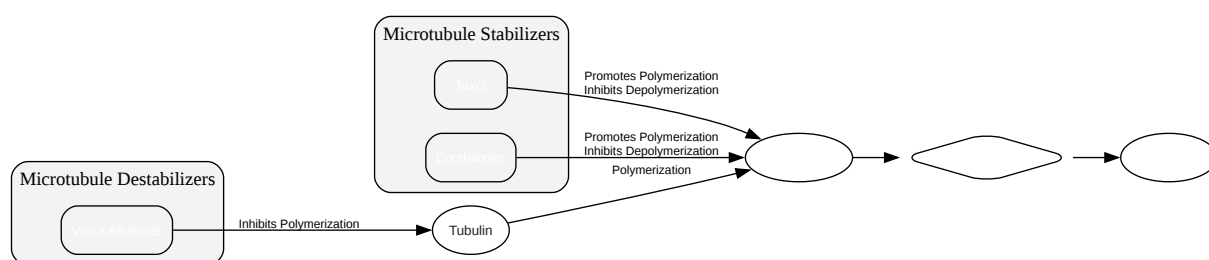 Microtubule Stabilizers
Taxol
Promotes Polymerization
Inhibits Depolymerization
Epothilones
Promotes Polymerization
Inhibits Depolymerization
Polymerization
Microtubule Destabilizers
Vinca Alkaloids
Inhibits Polymerization
Tubulin